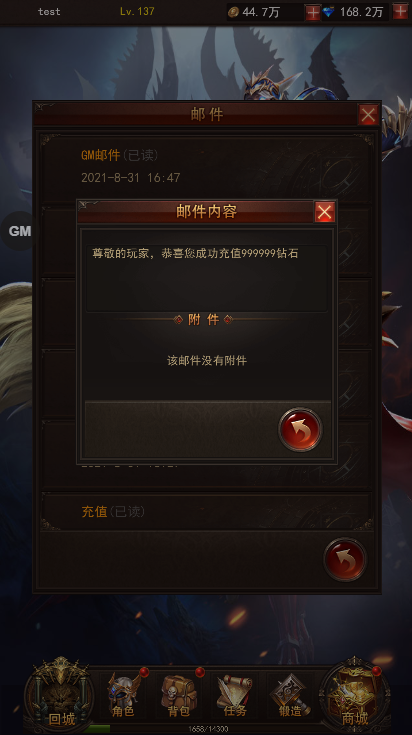 test
Lv.137
44.7万
168.2万
邮件
GM邮件(已读)
2021-8-31 16:47
邮件内容
GM
尊敬的玩家，恭喜您成功充值999999钻石
附件
该邮件没有附件
充值(已读)
回城
角色
背包
任务
锻造
商城
1658/14300